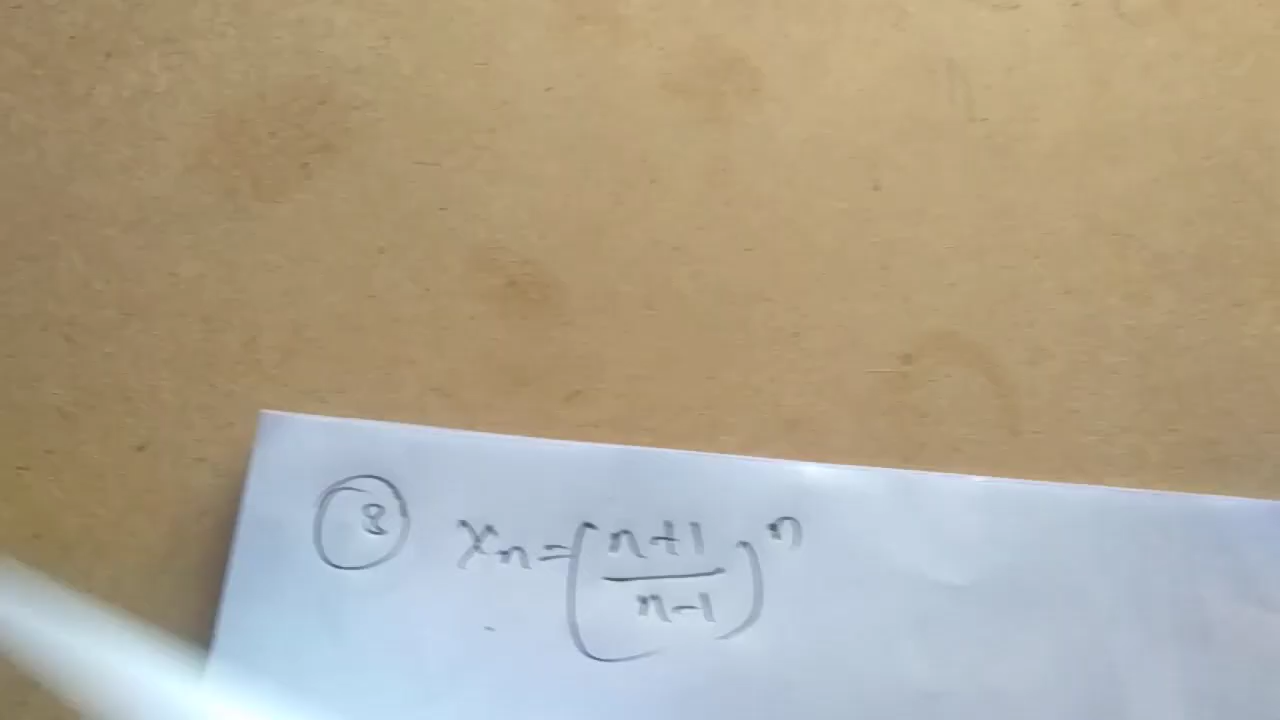 8 xn = (n+1/n-1)^n